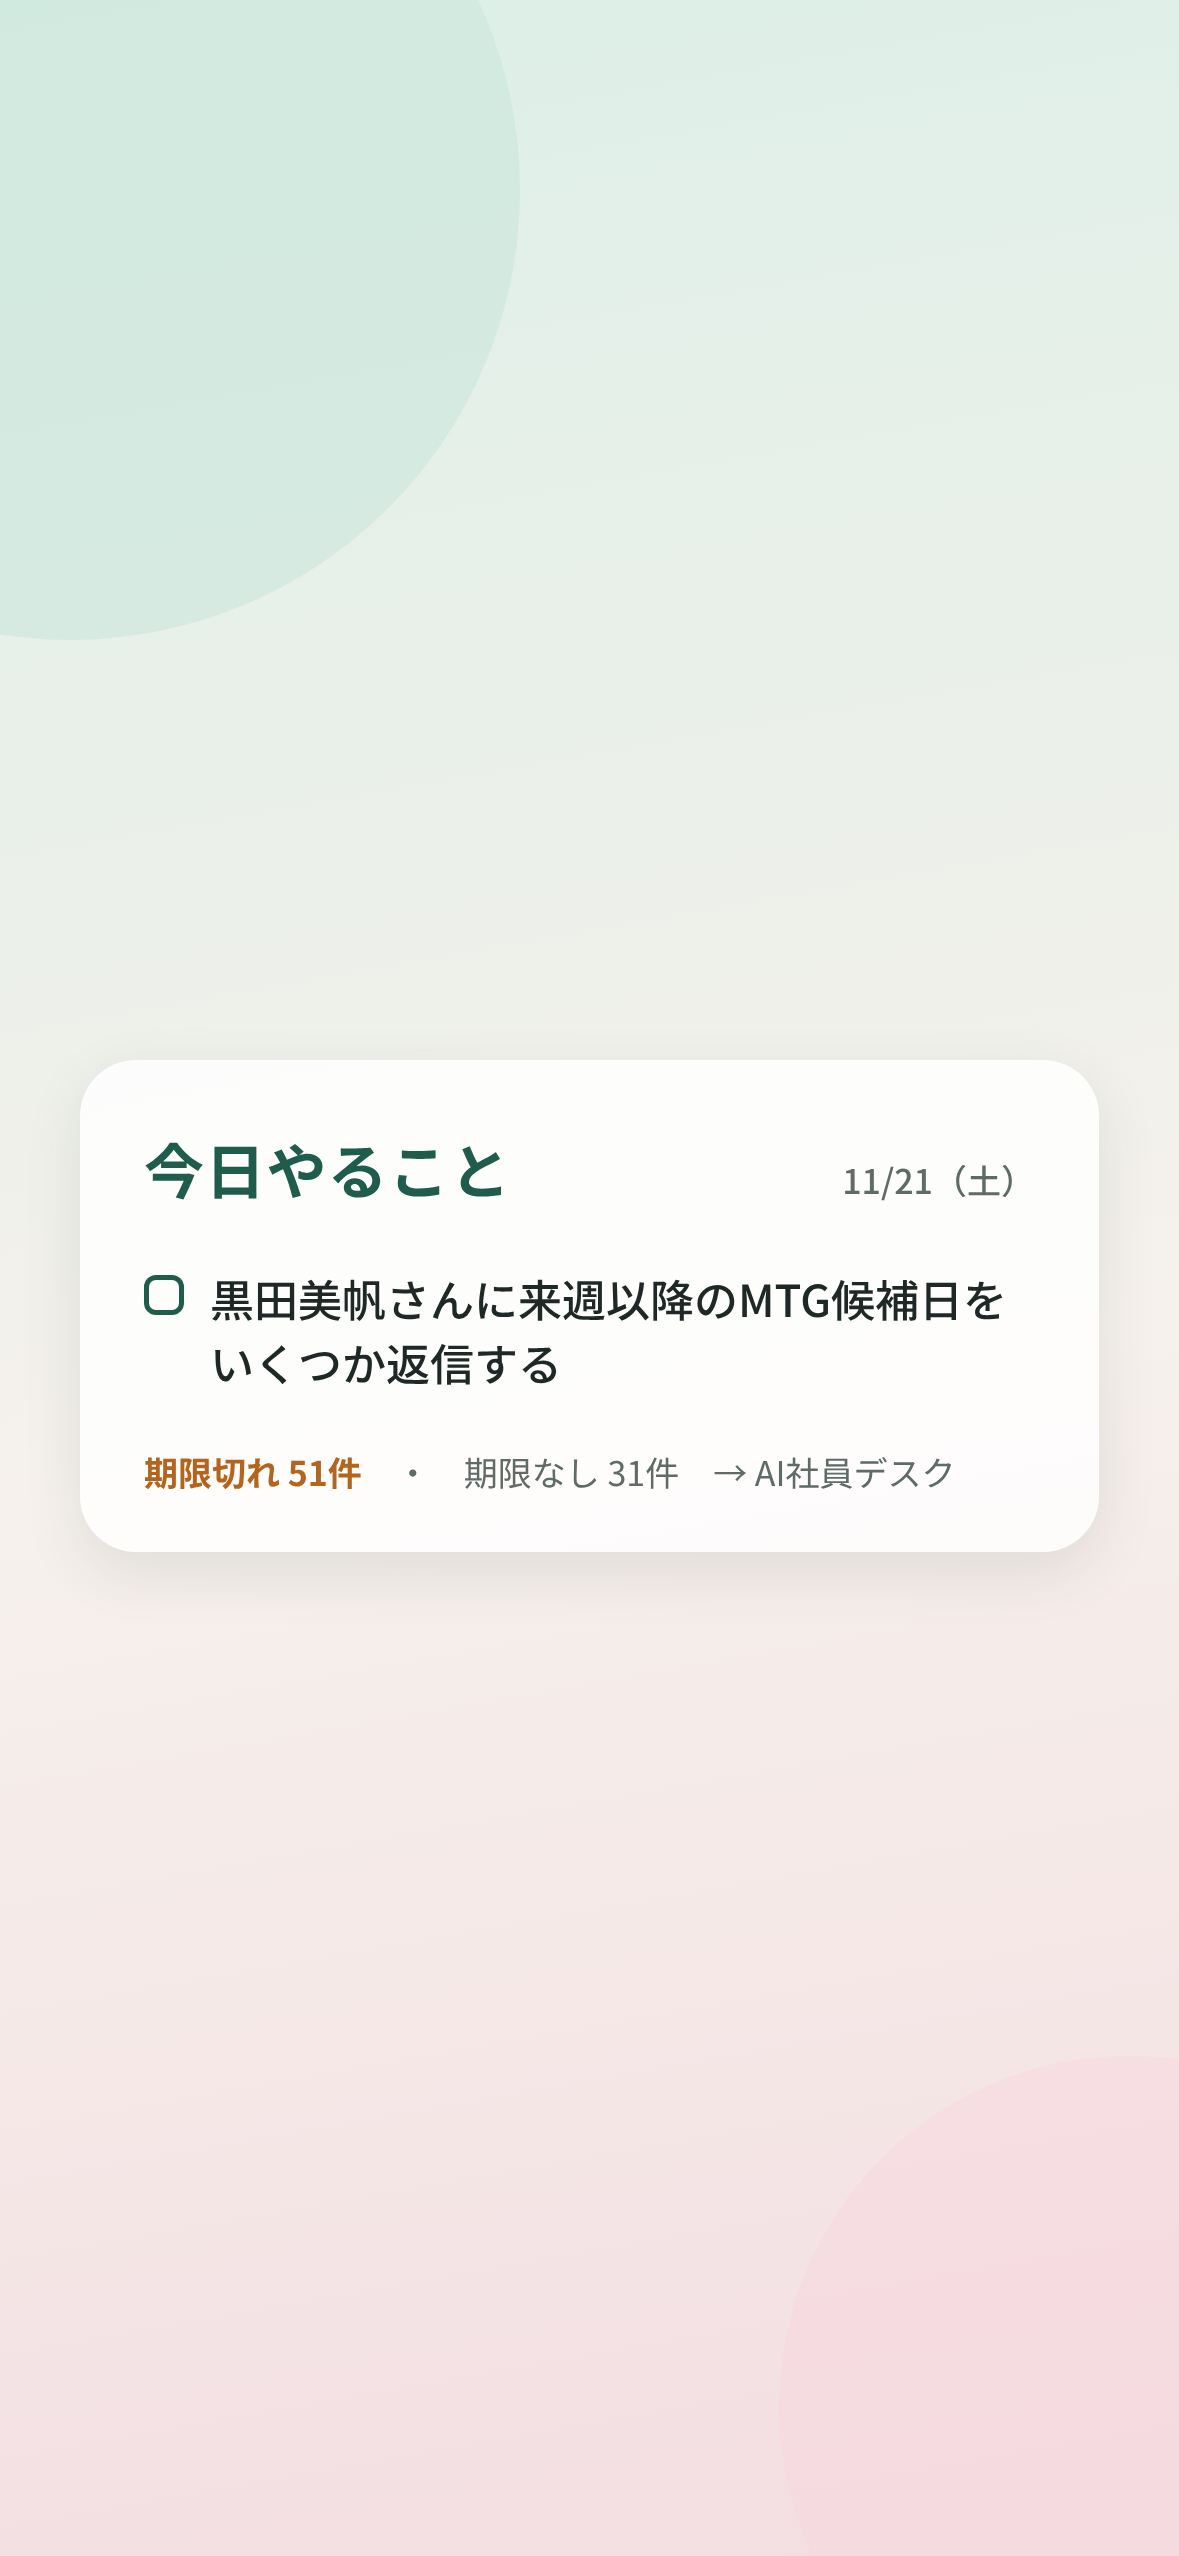 今日やること
11/21（土）
黒田美帆さんに来週以降のMTG候補日を
いくつか返信する
期限切れ 51件　・　期限なし 31件　→ AI社員デスク